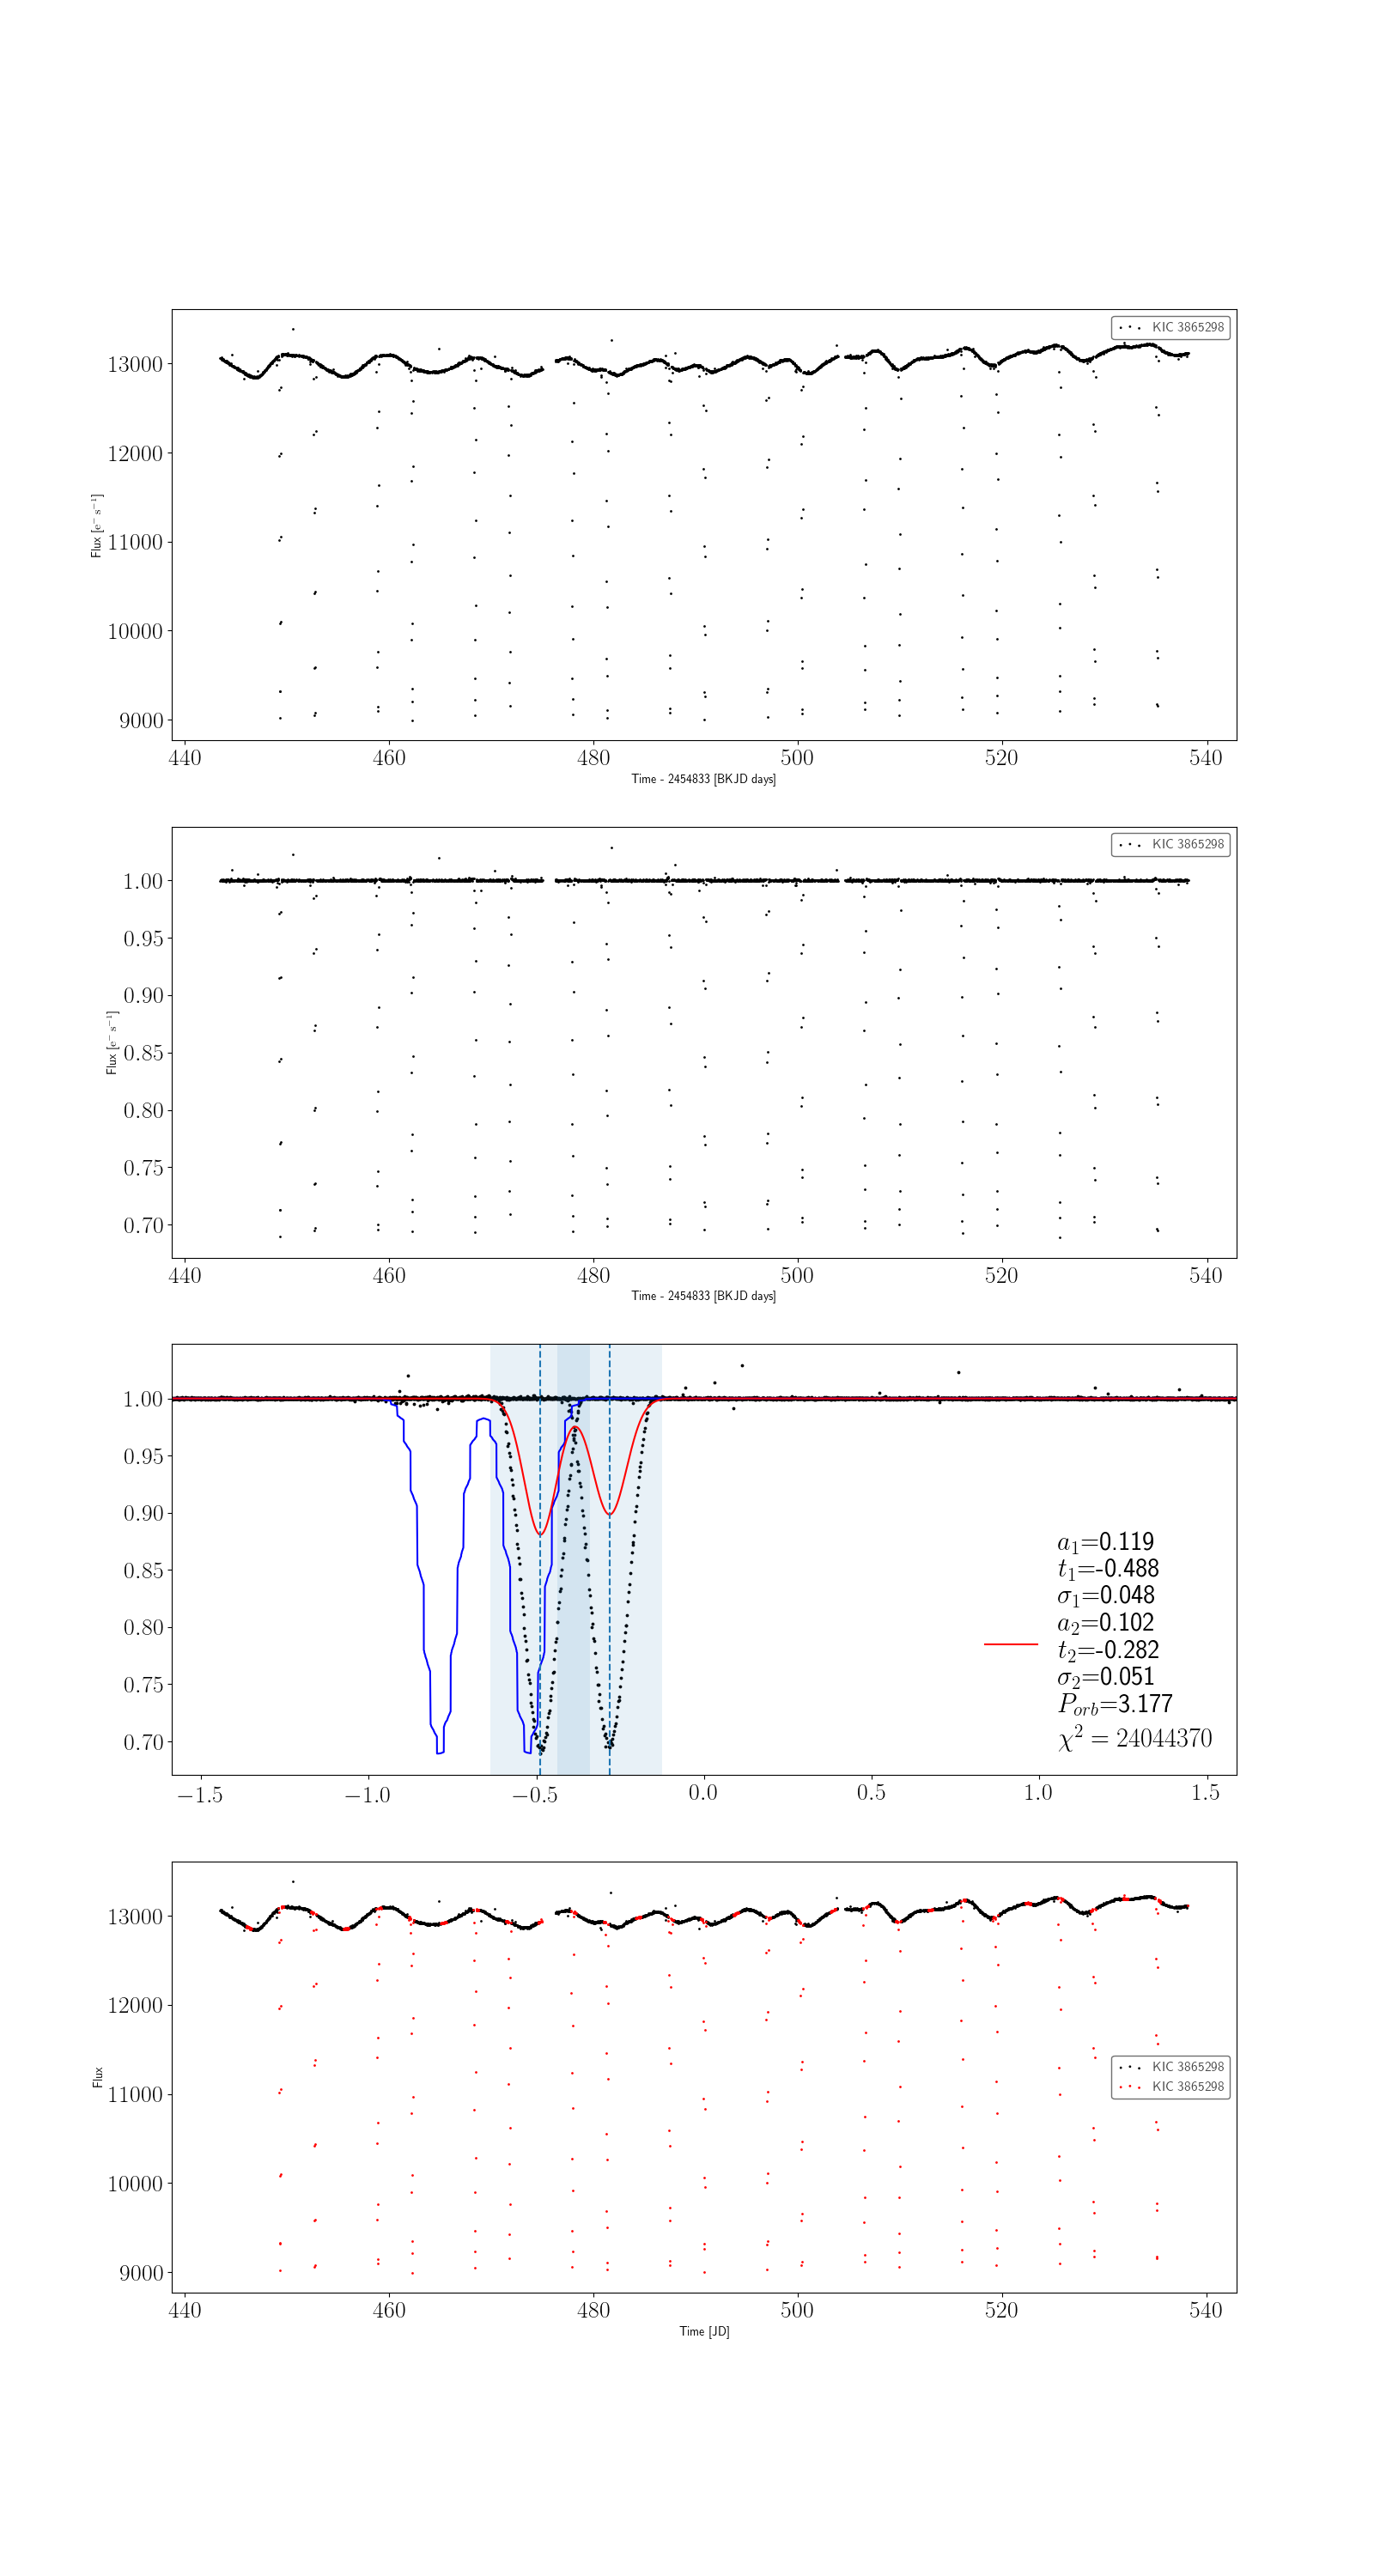 KIC 3865298
13000
12000
11000
10000
9000
Flux [e⁻ s⁻¹]
440 460 480 500 520 540
Time - 2454833 [BKJD days]
KIC 3865298
1.00
0.95
0.90
0.85
0.80
0.75
0.70
Flux [e⁻ s⁻¹]
440 460 480 500 520 540
Time - 2454833 [BKJD days]
1.00
0.95
0.90
0.85
0.80
0.75
0.70
a₁=0.119
t₁=-0.488
σ₁=0.048
a₂=0.102
t₂=-0.282
σ₂=0.051
P_orb=3.177
χ² = 24044370
−1.5 −1.0 −0.5 0.0 0.5 1.0 1.5
13000
12000
11000
10000
9000
Flux
KIC 3865298
KIC 3865298
440 460 480 500 520 540
Time [JD]